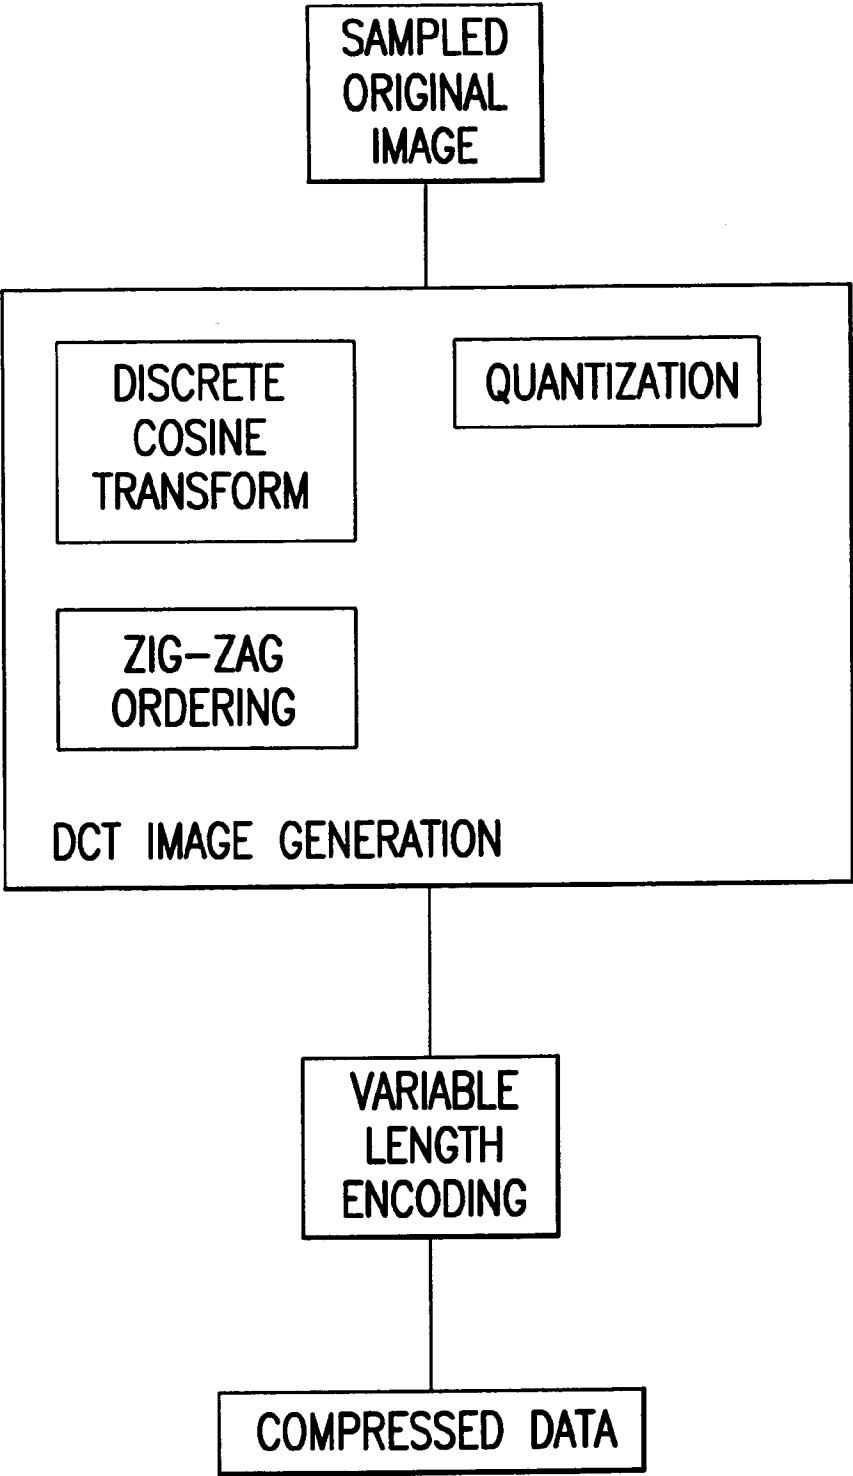 SAMPLED
ORIGINAL
IMAGE
DISCRETE
COSINE
TRANSFORM
QUANTIZATION
ZIG-ZAG
ORDERING
DCT IMAGE GENERATION
VARIABLE
LENGTH
ENCODING
COMPRESSED DATA